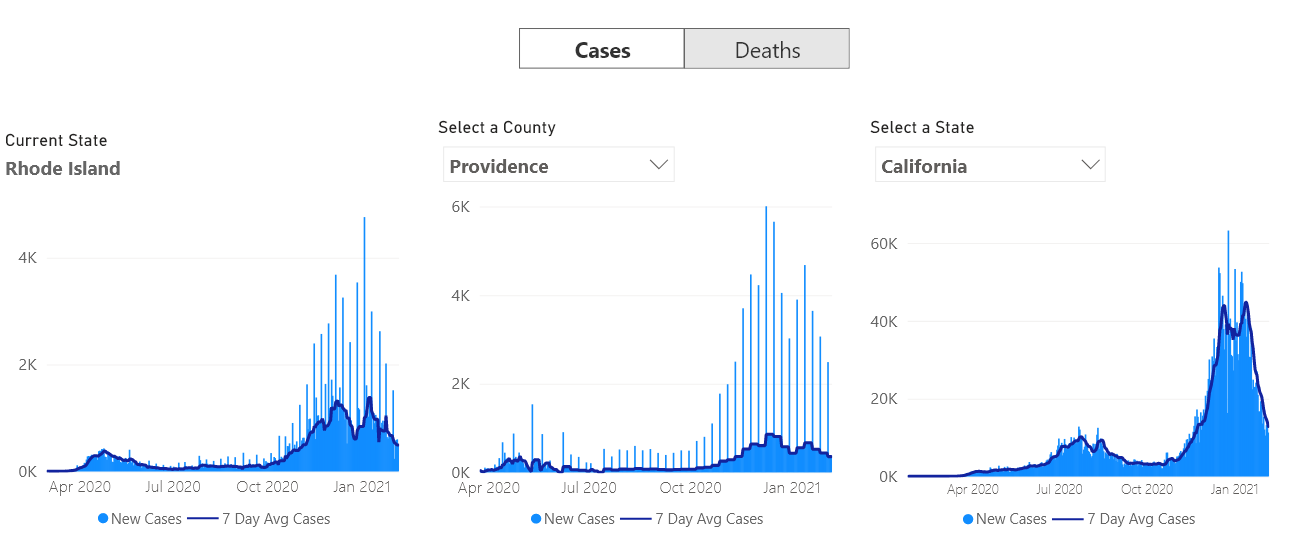 Cases Deaths
Current State
Rhode Island
4K
2K
0K
Apr 2020 Jul 2020 Oct 2020 Jan 2021
New Cases 7 Day Avg Cases
Select a County
Providence
6K
4K
2K
0K
Apr 2020 Jul 2020 Oct 2020 Jan 2021
New Cases 7 Day Avg Cases
Select a State
California
60K
40K
20K
0K
Apr 2020 Jul 2020 Oct 2020 Jan 2021
New Cases 7 Day Avg Cases